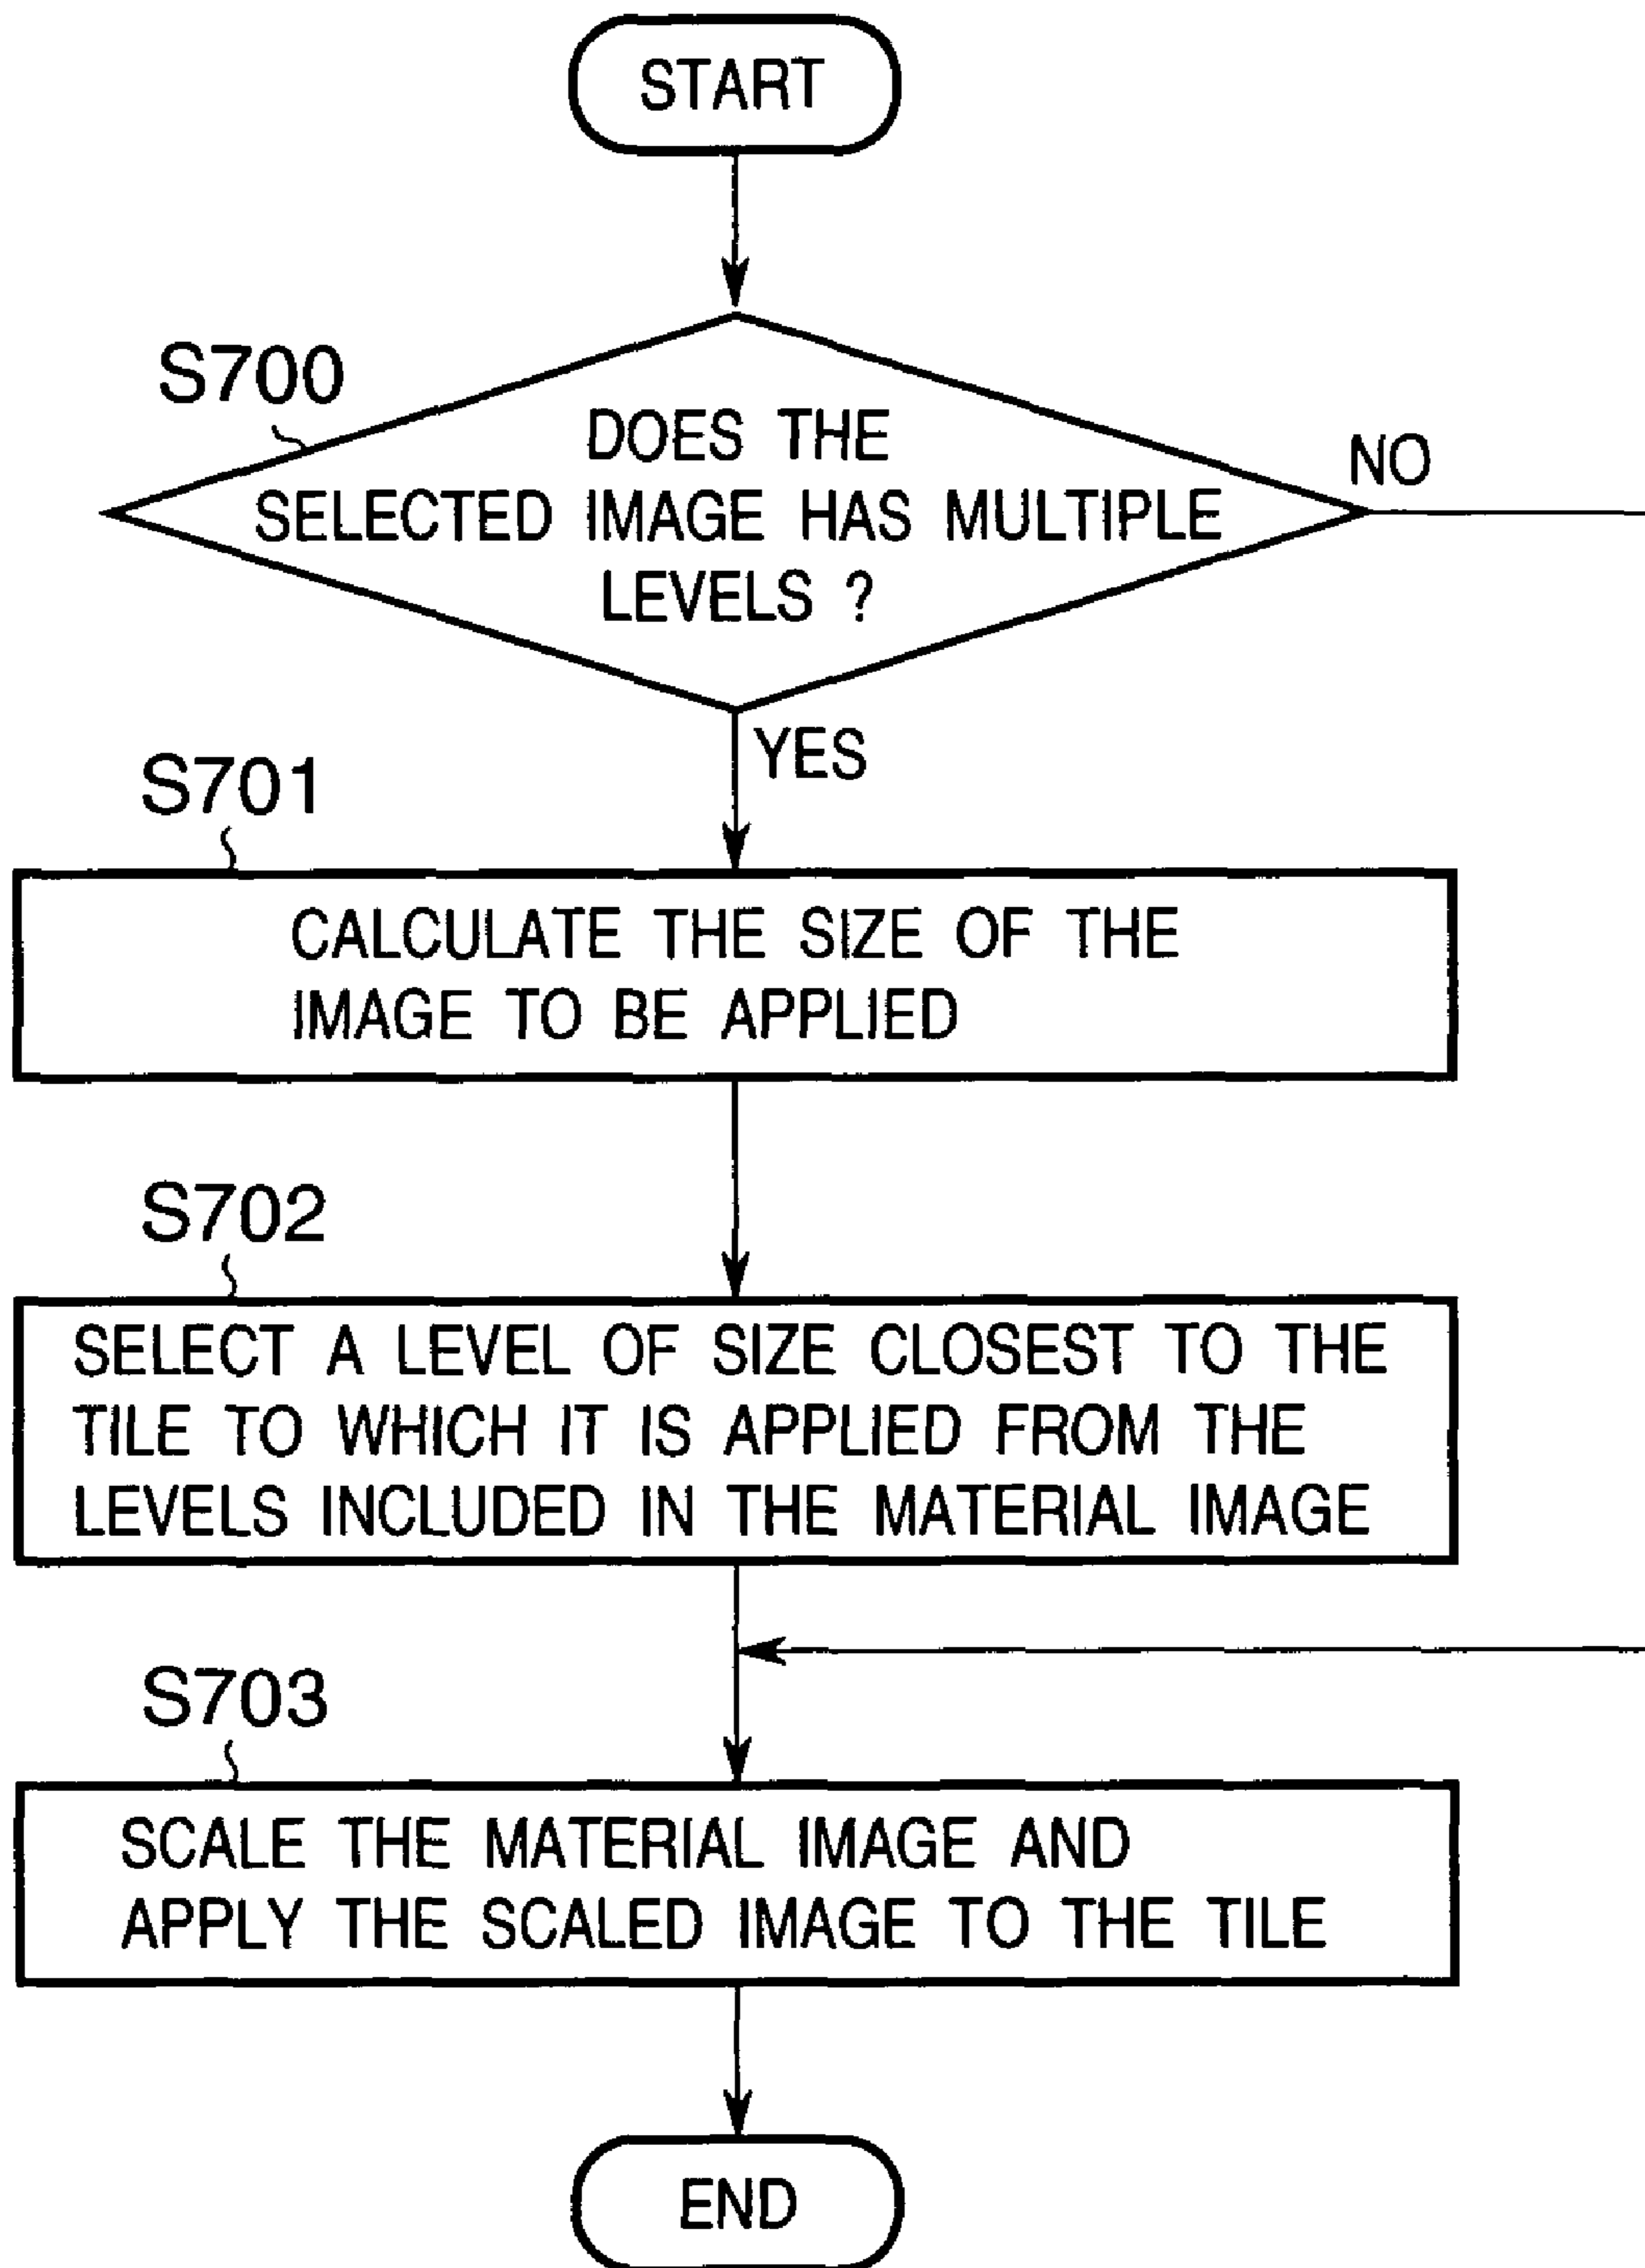 START
S700
DOES THE
SELECTED IMAGE HAS MULTIPLE
LEVELS ?
NO
YES
S701
CALCULATE THE SIZE OF THE
IMAGE TO BE APPLIED
S702
SELECT A LEVEL OF SIZE CLOSEST TO THE
TILE TO WHICH IT IS APPLIED FROM THE
LEVELS INCLUDED IN THE MATERIAL IMAGE
S703
SCALE THE MATERIAL IMAGE AND
APPLY THE SCALED IMAGE TO THE TILE
END